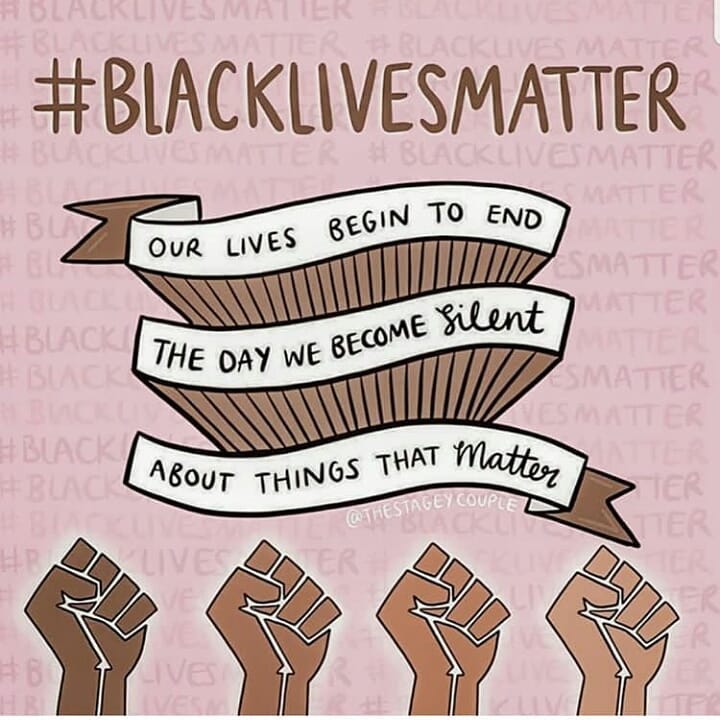 #BLACKLIVESMATTER
OUR LIVES BEGIN TO END
THE DAY WE BECOME Silent
ABOUT THINGS THAT Matter
@THESTAGEYCOUPLE